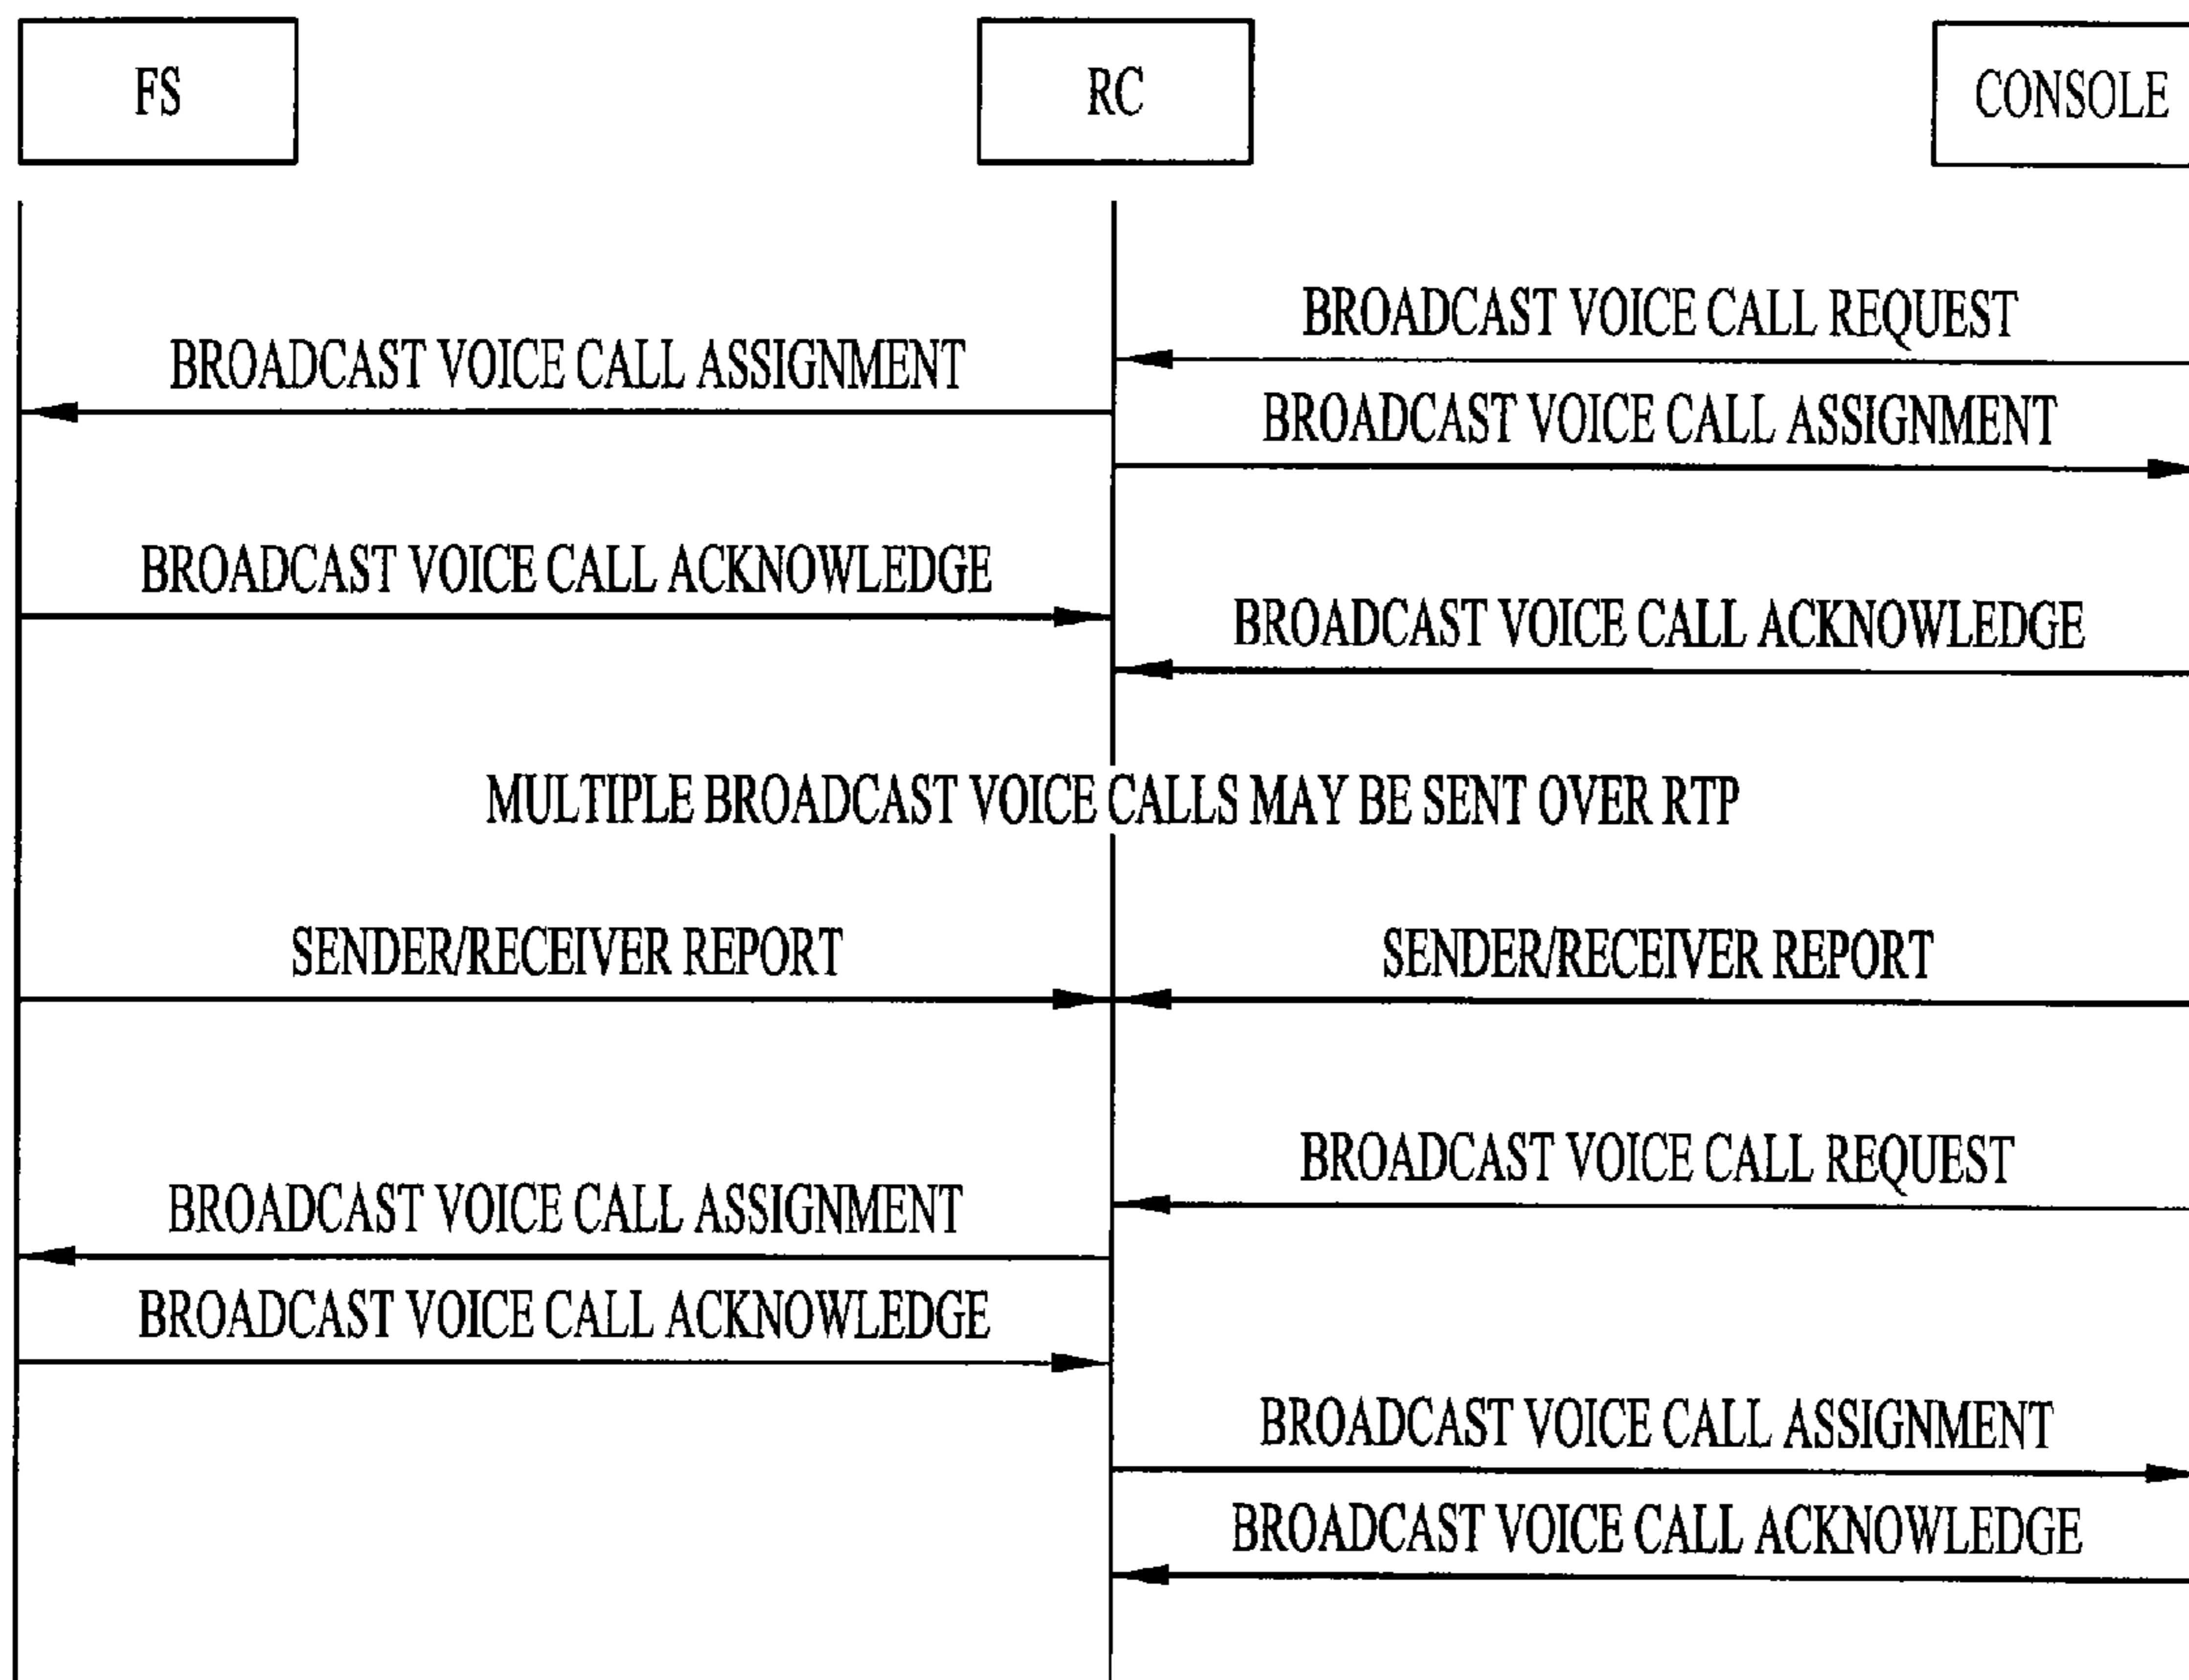 FS
RC
CONSOLE
BROADCAST VOICE CALL REQUEST
BROADCAST VOICE CALL ASSIGNMENT
BROADCAST VOICE CALL ASSIGNMENT
BROADCAST VOICE CALL ACKNOWLEDGE
BROADCAST VOICE CALL ACKNOWLEDGE
MULTIPLE BROADCAST VOICE CALLS MAY BE SENT OVER RTP
SENDER/RECEIVER REPORT
SENDER/RECEIVER REPORT
BROADCAST VOICE CALL REQUEST
BROADCAST VOICE CALL ASSIGNMENT
BROADCAST VOICE CALL ACKNOWLEDGE
BROADCAST VOICE CALL ASSIGNMENT
BROADCAST VOICE CALL ACKNOWLEDGE